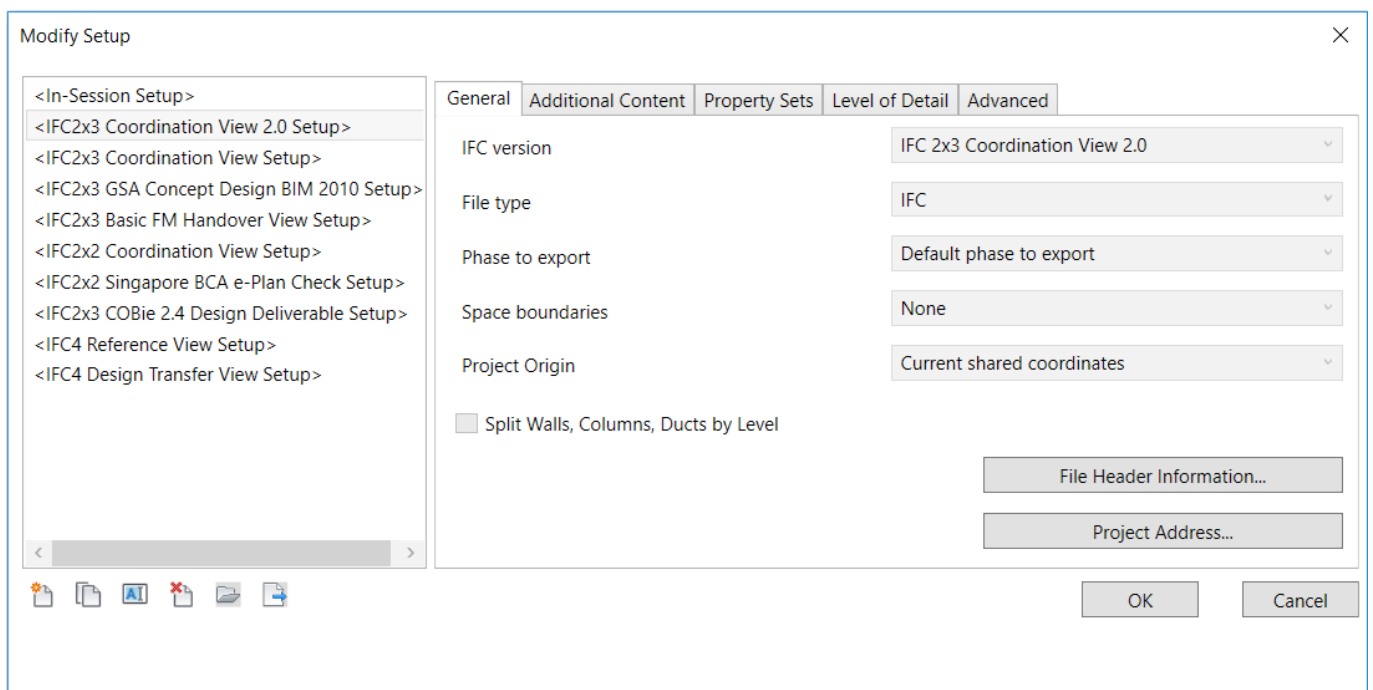 Modify Setup
<In-Session Setup>
<IFC2x3 Coordination View 2.0 Setup>
<IFC2x3 Coordination View Setup>
<IFC2x3 GSA Concept Design BIM 2010 Setup>
<IFC2x3 Basic FM Handover View Setup>
<IFC2x2 Coordination View Setup>
<IFC2x2 Singapore BCA e-Plan Check Setup>
<IFC2x3 COBie 2.4 Design Deliverable Setup>
<IFC4 Reference View Setup>
<IFC4 Design Transfer View Setup>
General Additional Content Property Sets Level of Detail Advanced
IFC version IFC 2x3 Coordination View 2.0
File type IFC
Phase to export Default phase to export
Space boundaries None
Project Origin Current shared coordinates
Split Walls, Columns, Ducts by Level
File Header Information...
Project Address...
OK Cancel